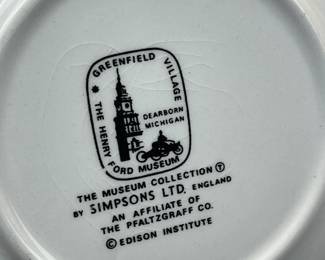 GREENFIELD VILLAGE
THE HENRY FORD MUSEUM
DEARBORN
MICHIGAN
THE MUSEUM COLLECTION Ⓣ
BY SIMPSONS LTD. ENGLAND
AN AFFILIATE OF
THE PFALTZGRAFF CO.
© EDISON INSTITUTE